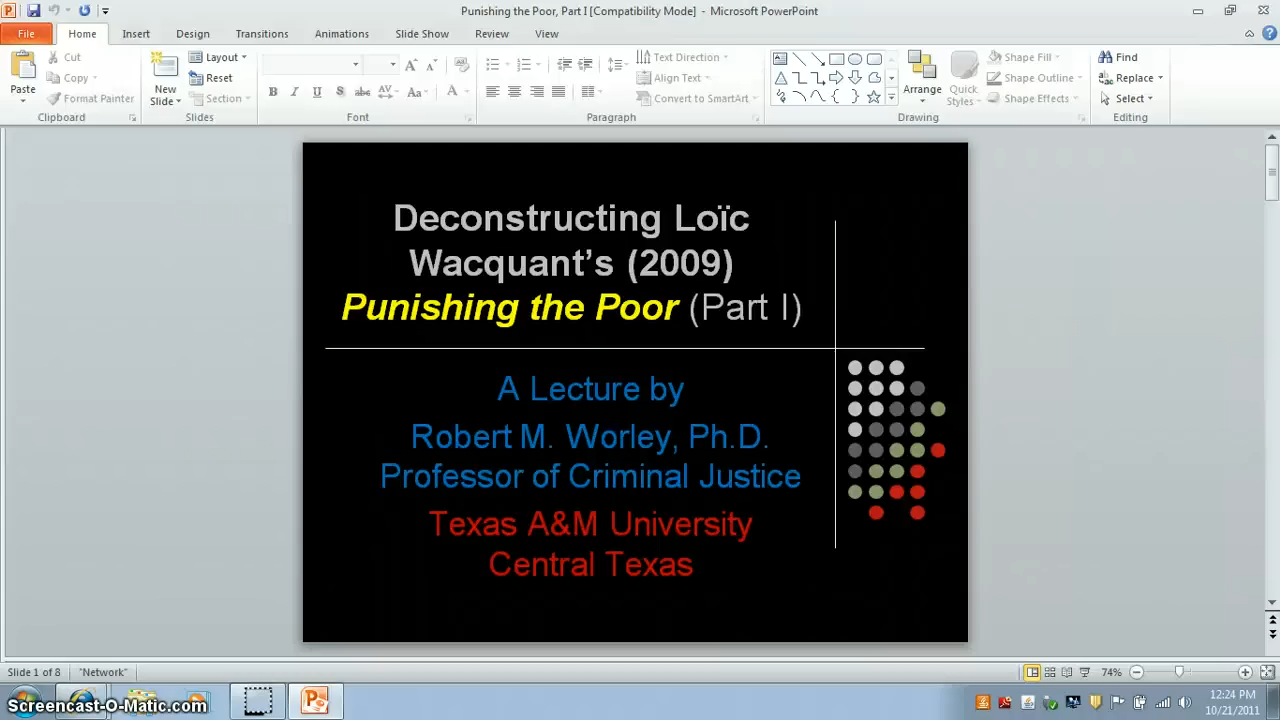 Punishing the Poor, Part I [Compatibility Mode] - Microsoft PowerPoint
File Home Insert Design Transitions Animations Slide Show Review View
Cut
Copy
Format Painter
Paste
Clipboard
New
Slide
Layout
Reset
Section
Slides
B I U S abc AV Aa A
Font
Text Direction
Align Text
Convert to SmartArt
Paragraph
Arrange
Quick
Styles
Shape Fill
Shape Outline
Shape Effects
Drawing
Find
Replace
Select
Editing
Deconstructing Loïc
Wacquant’s (2009)
Punishing the Poor (Part I)
A Lecture by
Robert M. Worley, Ph.D.
Professor of Criminal Justice
Texas A&M University
Central Texas
Slide 1 of 8 "Network" 74%
Screencast-O-Matic.com
12:24 PM
10/21/2011